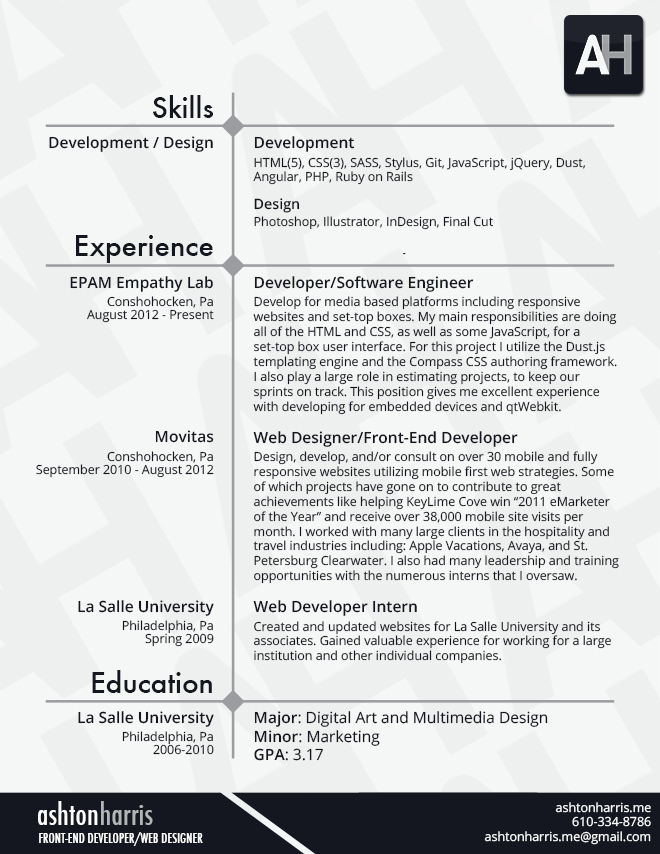 AH
Skills
Development / Design
Development
HTML(5), CSS(3), SASS, Stylus, Git, JavaScript, jQuery, Dust,
Angular, PHP, Ruby on Rails
Design
Photoshop, Illustrator, InDesign, Final Cut
Experience
EPAM Empathy Lab
Conshohocken, Pa
August 2012 - Present
Developer/Software Engineer
Develop for media based platforms including responsive
websites and set-top boxes. My main responsibilities are doing
all of the HTML and CSS, as well as some JavaScript, for a
set-top box user interface. For this project I utilize the Dust.js
templating engine and the Compass CSS authoring framework.
I also play a large role in estimating projects, to keep our
sprints on track. This position gives me excellent experience
with developing for embedded devices and qtWebkit.
Movitas
Conshohocken, Pa
September 2010 - August 2012
Web Designer/Front-End Developer
Design, develop, and/or consult on over 30 mobile and fully
responsive websites utilizing mobile first web strategies. Some
of which projects have gone on to contribute to great
achievements like helping KeyLime Cove win “2011 eMarketer
of the Year” and receive over 38,000 mobile site visits per
month. I worked with many large clients in the hospitality and
travel industries including: Apple Vacations, Avaya, and St.
Petersburg Clearwater. I also had many leadership and training
opportunities with the numerous interns that I oversaw.
La Salle University
Philadelphia, Pa
Spring 2009
Web Developer Intern
Created and updated websites for La Salle University and its
associates. Gained valuable experience for working for a large
institution and other individual companies.
Education
La Salle University
Philadelphia, Pa
2006-2010
Major: Digital Art and Multimedia Design
Minor: Marketing
GPA: 3.17
ashtonharris
FRONT-END DEVELOPER/WEB DESIGNER
ashtonharris.me
610-334-8786
ashtonharris.me@gmail.com